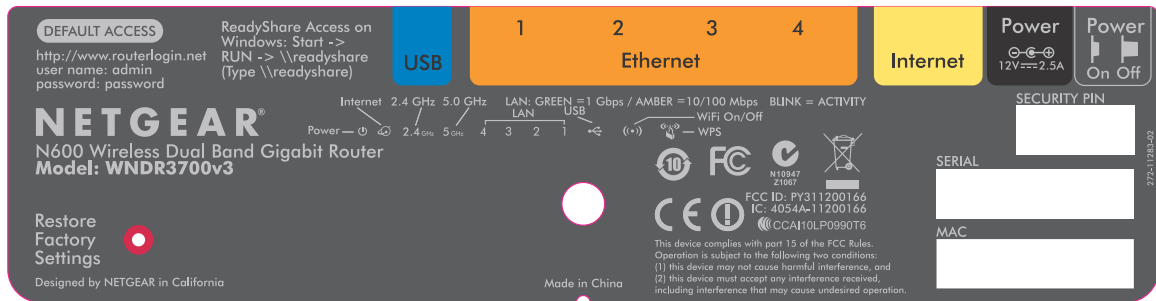 DEFAULT ACCESS
http://www.routerlogin.net
user name: admin
password: password
ReadyShare Access on
Windows: Start ->
RUN -> \\readyshare
(Type \\readyshare)
USB
1 2 3 4
Ethernet
Internet
Power
12V 2.5A
Power
On Off
NETGEAR®
N600 Wireless Dual Band Gigabit Router
Model: WNDR3700v3
Internet 2.4 GHz 5.0 GHz LAN: GREEN =1 Gbps / AMBER =10/100 Mbps BLINK = ACTIVITY
LAN USB WiFi On/Off
Power 2.4 GHz 5 GHz 4 3 2 1 WPS
SECURITY PIN
SERIAL
MAC
272-11283-02
10
FC
N10947
Z1067
CE
FCC ID: PY311200166
IC: 4054A-11200166
CCAI10LP0990T6
This device complies with part 15 of the FCC Rules.
Operation is subject to the following two conditions:
(1) this device may not cause harmful interference, and
(2) this device must accept any interference received,
including interference that may cause undesired operation.
Restore
Factory
Settings
Designed by NETGEAR in California
Made in China